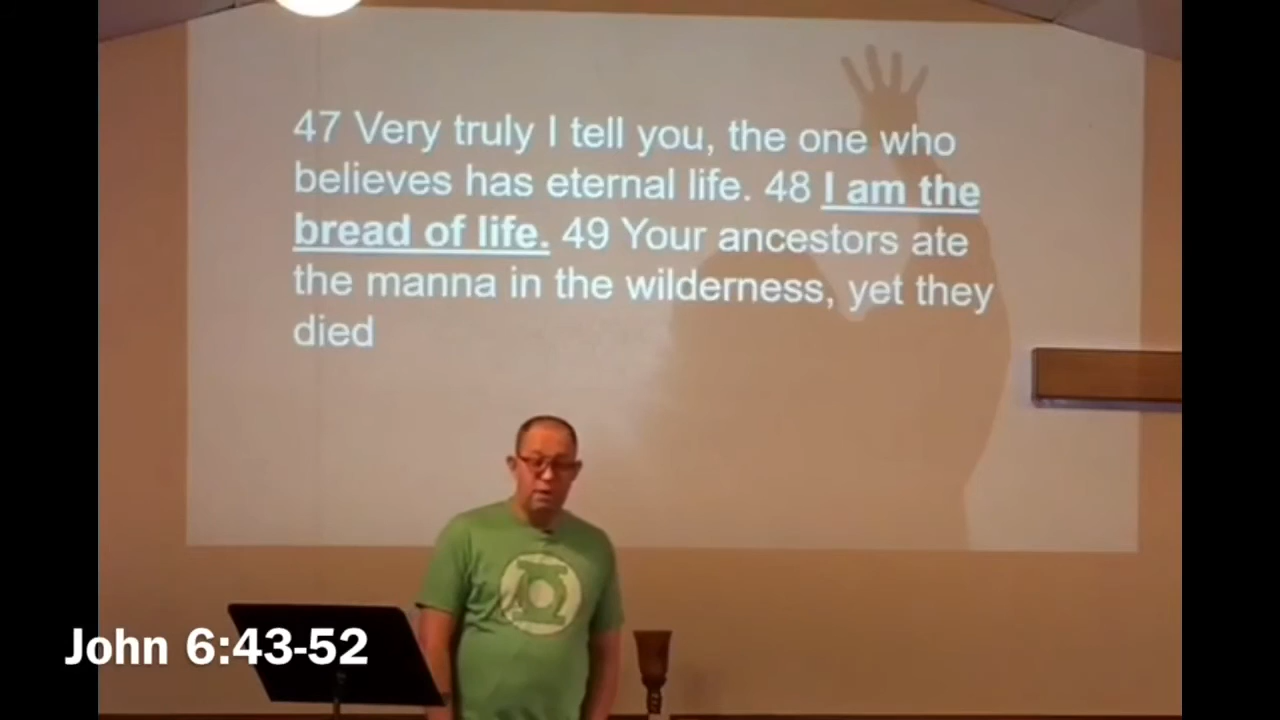 47 Very truly I tell you, the one who
believes has eternal life. 48 I am the
bread of life. 49 Your ancestors ate
the manna in the wilderness, yet they
died
John 6:43-52